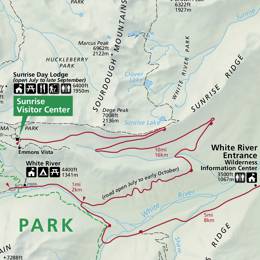 6322ft
1927m
Marcus Peak
6962ft
2122m
HUCKLEBERRY
PARK
SOURDOUGH MOUNTAINS
WHITE RIVER PARK
Clover
Lake
Sunrise Day Lodge
(open July to late September)
6400ft
1950m
Sunrise
Visitor Center
Dege Peak
7008ft
2136m
Sunrise Lake
SUNRISE RIDGE
PARK
Emmons Vista
10mi
16km
White River
Entrance
Wilderness
Information Center
3500ft
1067m
White River
4400ft
1341m
1mi
2km
(road open July to early October)
White River
5mi
8km
PARK
RIDGE
+7288ft